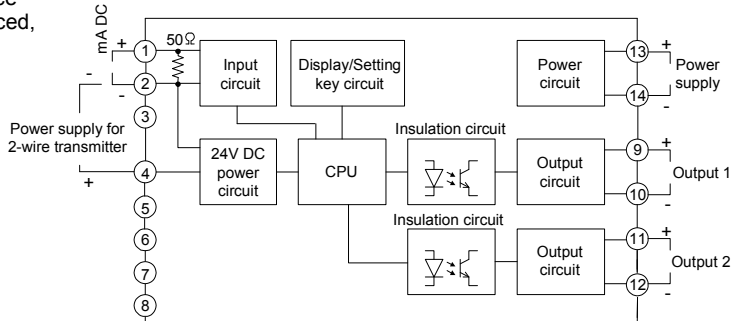 ced,
mA DC
+
1
50Ω
-
2
-
3
Power supply for
2-wire transmitter
+
4
5
6
7
8
Input
circuit
Display/Setting
key circuit
24V DC
power
circuit
CPU
Insulation circuit
Insulation circuit
Power
circuit
13
+
Power
supply
14
-
Output
circuit
9
+
Output 1
10
-
Output
circuit
11
+
Output 2
12
-